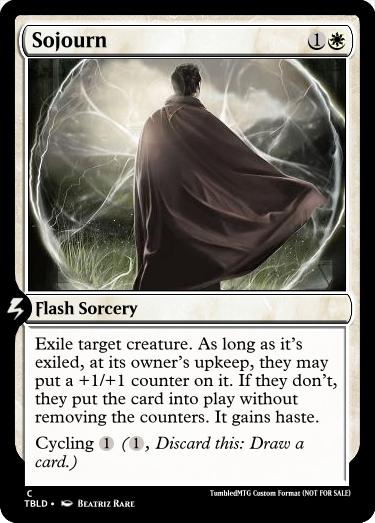 Sojourn 1
Flash Sorcery
Exile target creature. As long as it's
exiled, at its owner's upkeep, they may
put a +1/+1 counter on it. If they don't,
they put the card into play without
removing the counters. It gains haste.
Cycling 1 (1, Discard this: Draw a
card.)
C
TBLD • Beatriz Rare
TumbledMTG Custom Format (NOT FOR SALE)